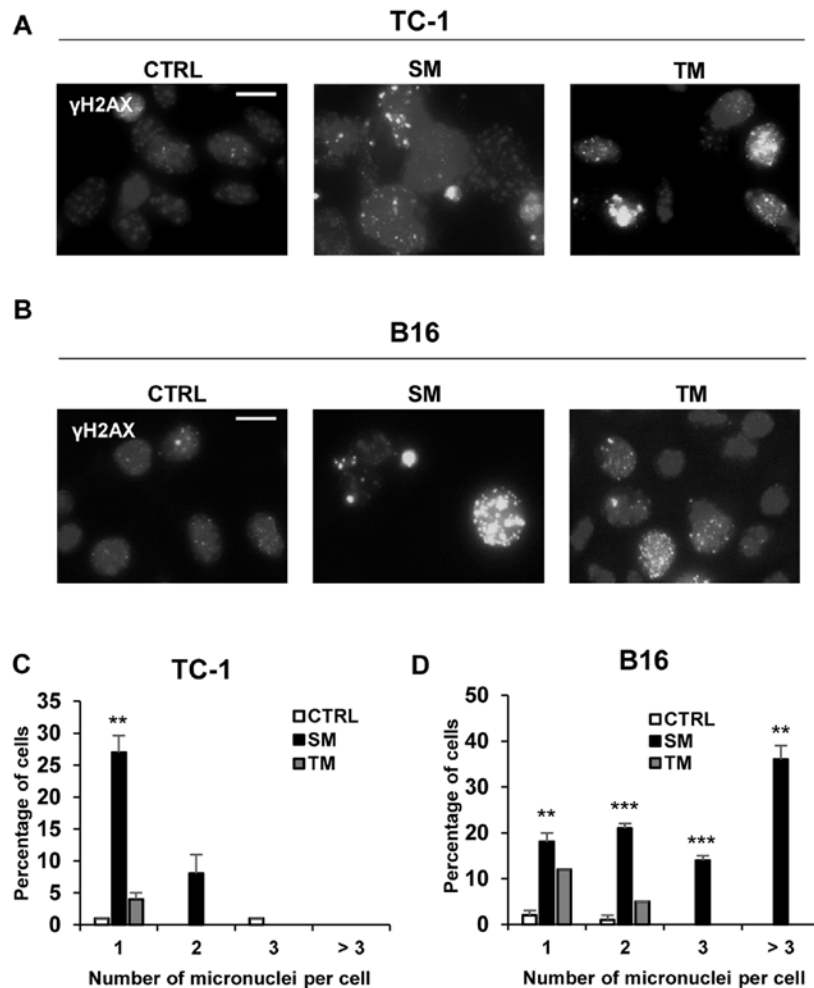 A
TC-1
CTRL
SM
TM
γH2AX
B
B16
CTRL
SM
TM
γH2AX
C
TC-1
Percentage of cells
35
30
25
20
15
10
5
0
**
CTRL
SM
TM
1 2 3 > 3
Number of micronuclei per cell
D
B16
Percentage of cells
50
40
30
20
10
0
CTRL
SM
TM
**
***
***
**
1 2 3 > 3
Number of micronuclei per cell